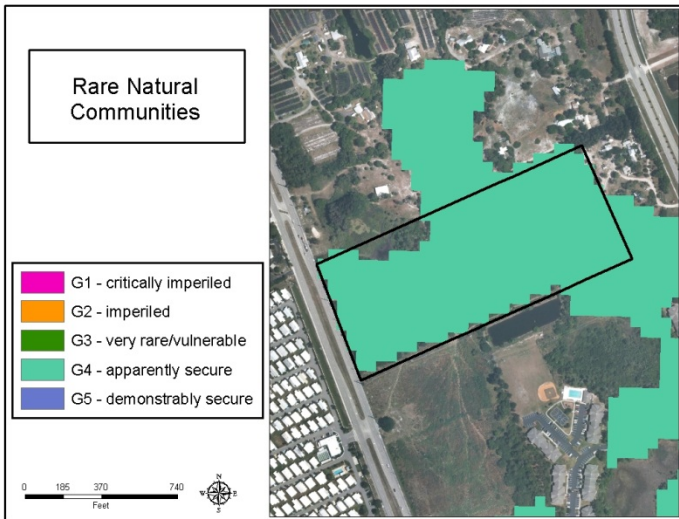 Rare Natural
Communities
G1 - critically imperiled
G2 - imperiled
G3 - very rare/vulnerable
G4 - apparently secure
G5 - demonstrably secure
0 185 370 740
Feet
N
W E
S